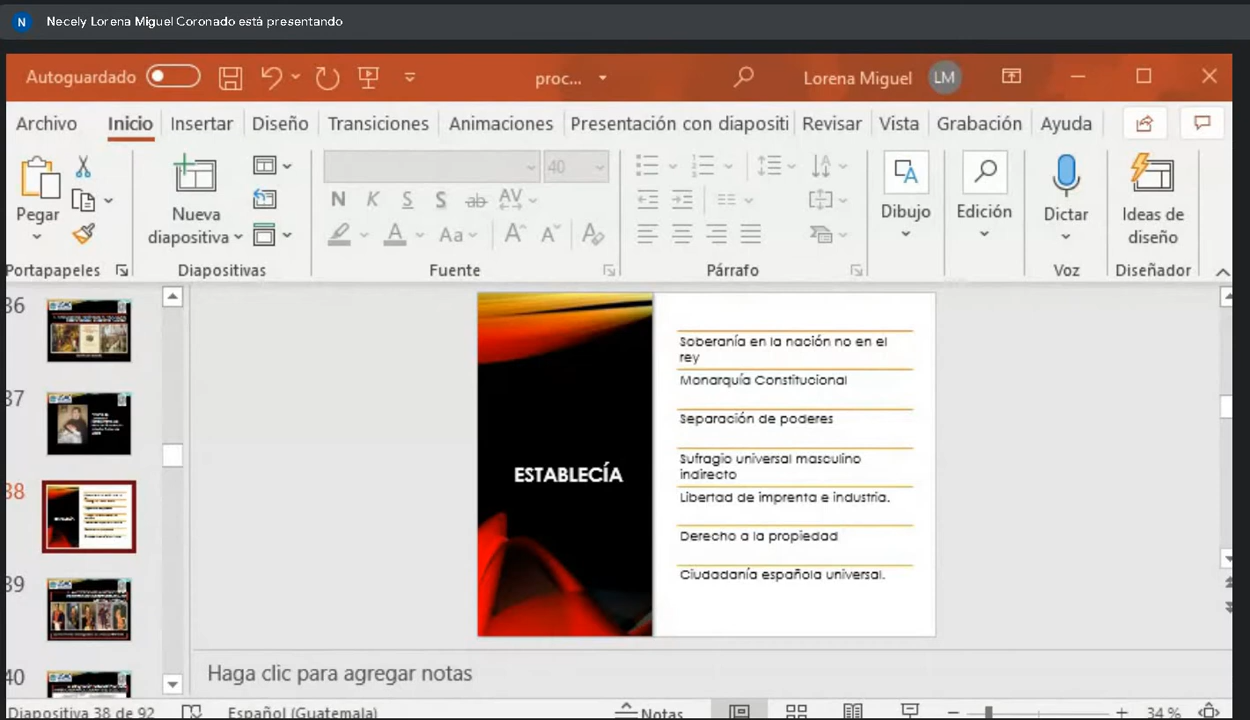 N Necely Lorena Miguel Coronado está presentando
Autoguardado proc... Lorena Miguel LM
Archivo Inicio Insertar Diseño Transiciones Animaciones Presentación con diapositi Revisar Vista Grabación Ayuda
40
Pegar Nueva diapositiva N K S S ab AV Aa A A A Dibujo Edición Dictar Ideas de diseño
Portapapeles Diapositivas Fuente Párrafo Voz Diseñador
36
37
38
39
40
ESTABLECÍA
Soberanía en la nación no en el
rey
Monarquía Constitucional
Separación de poderes
Sufragio universal masculino
indirecto
Libertad de imprenta e industria.
Derecho a la propiedad
Ciudadanía española universal.
Haga clic para agregar notas
Diapositiva 38 de 92 Español (Guatemala) Notas 34 %